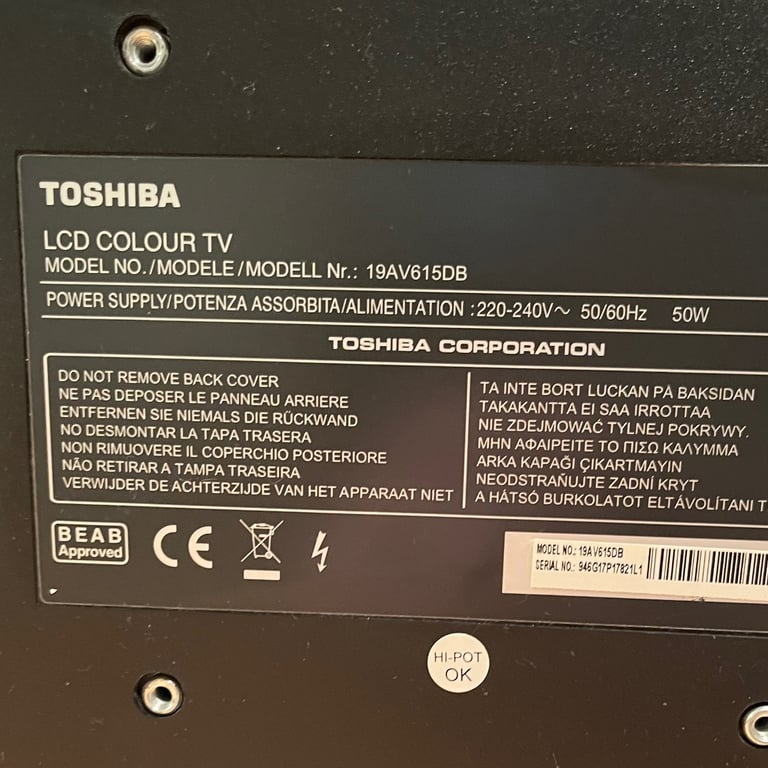 TOSHIBA
LCD COLOUR TV
MODEL NO./MODELE/MODELL Nr.: 19AV615DB
POWER SUPPLY/POTENZA ASSORBITA/ALIMENTATION :220-240V～ 50/60Hz 50W
TOSHIBA CORPORATION
DO NOT REMOVE BACK COVER
NE PAS DEPOSER LE PANNEAU ARRIERE
ENTFERNEN SIE NIEMALS DIE RÜCKWAND
NO DESMONTAR LA TAPA TRASERA
NON RIMUOVERE IL COPERCHIO POSTERIORE
NÃO RETIRAR A TAMPA TRASEIRA
VERWIJDER DE ACHTERZIJDE VAN HET APPARAAT NIET
TA INTE BORT LUCKAN PÅ BAKSIDAN
TAKAKANTTA EI SAA IRROTTAA
NIE ZDEJMOWAĆ TYLNEJ POKRYWY.
ΜΗΝ ΑΦΑΙΡΕΙΤΕ ΤΟ ΠΙΣΩ ΚΑΛΥΜΜΑ
ARKA KAPAĞI ÇIKARTMAYIN
NEODSTRAŇUJTE ZADNÍ KRYT
A HÁTSÓ BURKOLATOT ELTÁVOLÍTANI T
BEAB
Approved
CE
MODEL NO.: 19AV615DB
SERIAL NO.: 946G17P17821L1
HI-POT
OK